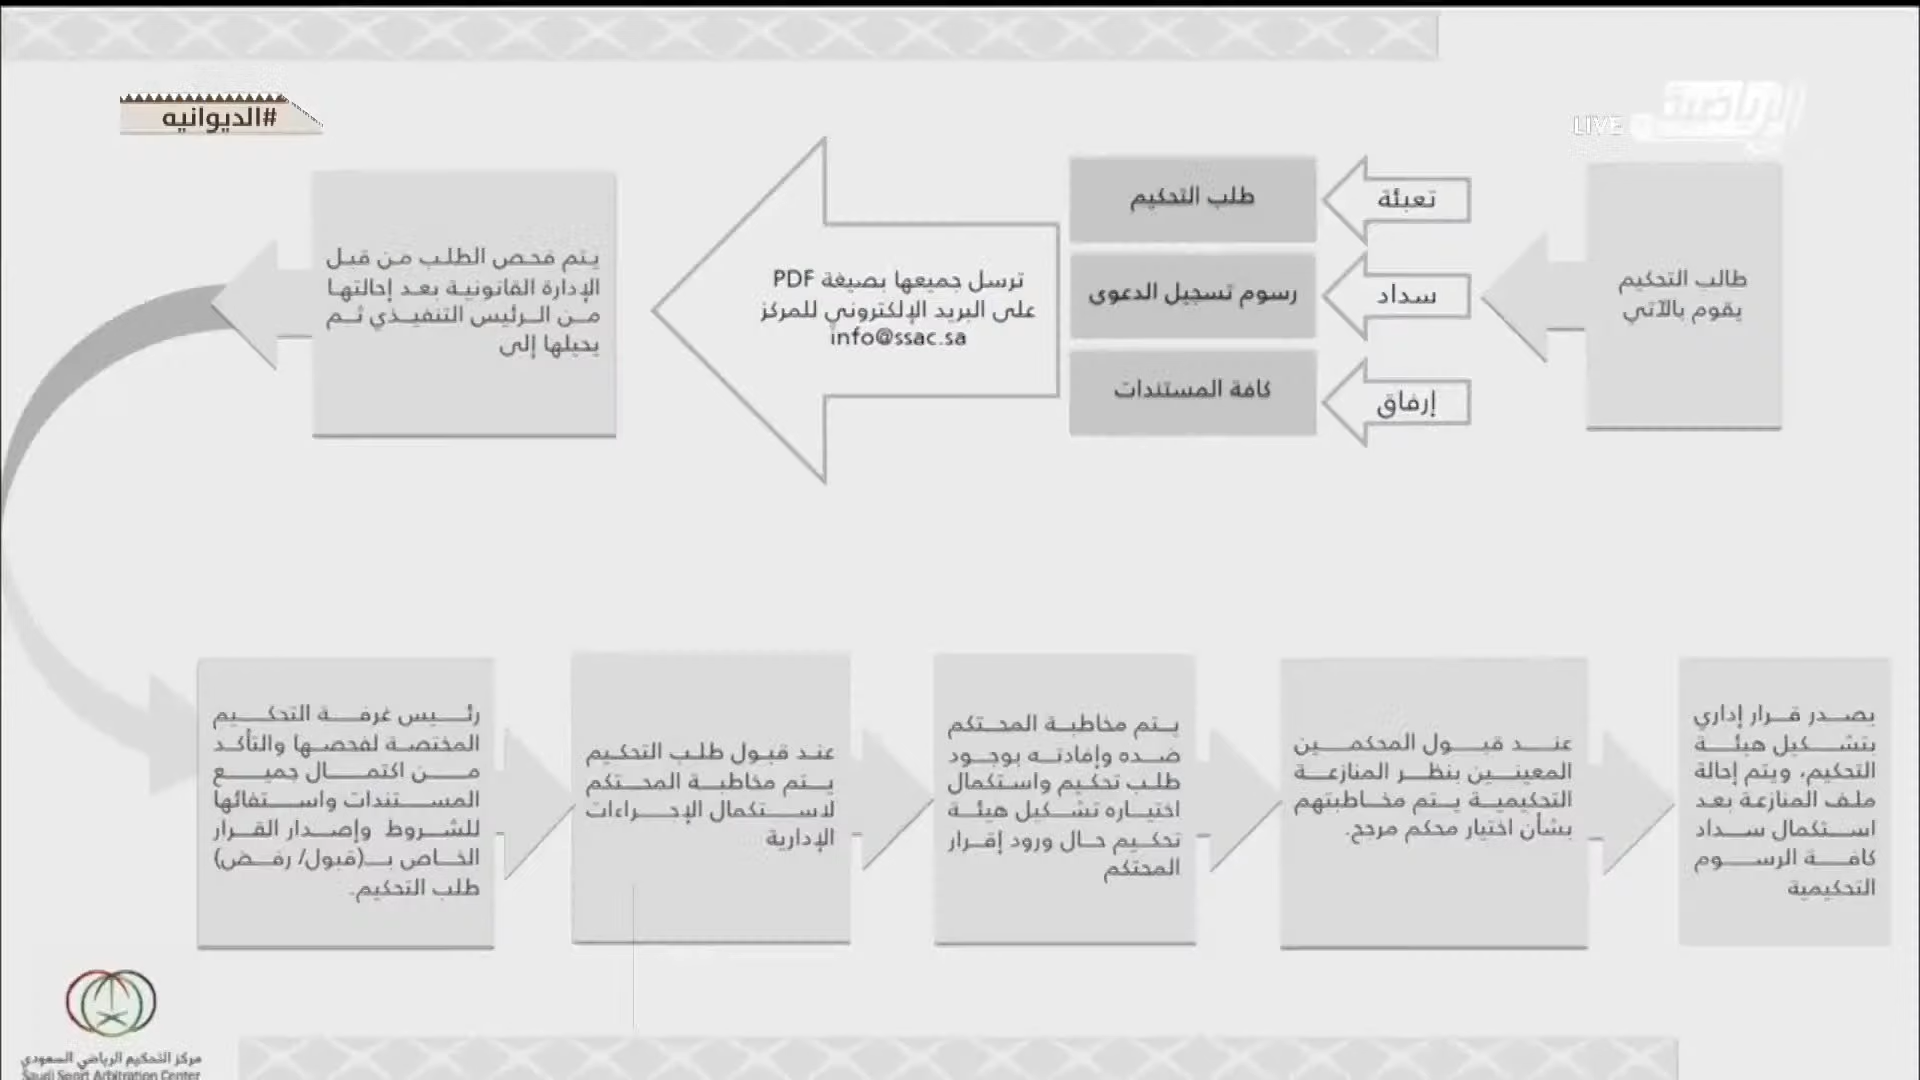 #الديوانيه
الرياضية
LIVE
طالب التحكيم
يقوم بالآتي
تعبئة
طلب التحكيم
سداد
رسوم تسجيل الدعوى
إرفاق
كافة المستندات
ترسل جميعها بصيغة PDF
على البريد الإلكتروني للمركز
info@ssac.sa
يتم فحص الطلب من قبل
الإدارة القانونية بعد إحالتها
من الرئيس التنفيذي ثم
يحيلها إلى
رئيس غرفة التحكيم
المختصة لفحصها والتأكد
من اكتمال جميع
المستندات واستفائها
للشروط وإصدار القرار
الخاص بـ(قبول/ رفض)
طلب التحكيم.
عند قبول طلب التحكيم
يتم مخاطبة المحتكم
لاستكمال الإجراءات
الإدارية
يتم مخاطبة المحتكم
ضده وإفادته بوجود
طلب تحكيم واستكمال
اختياره تشكيل هيئة
تحكيم حال ورود إقرار
المحتكم
عند قبول المحكمين
المعينين بنظر المنازعة
التحكيمية يتم مخاطبتهم
بشأن اختيار محكم مرجح.
يصدر قرار إداري
بتشكيل هيئة
التحكيم، ويتم إحالة
ملف المنازعة بعد
استكمال سداد
كافة الرسوم
التحكيمية
مركز التحكيم الرياضي السعودي
Saudi Sport Arbitration Center